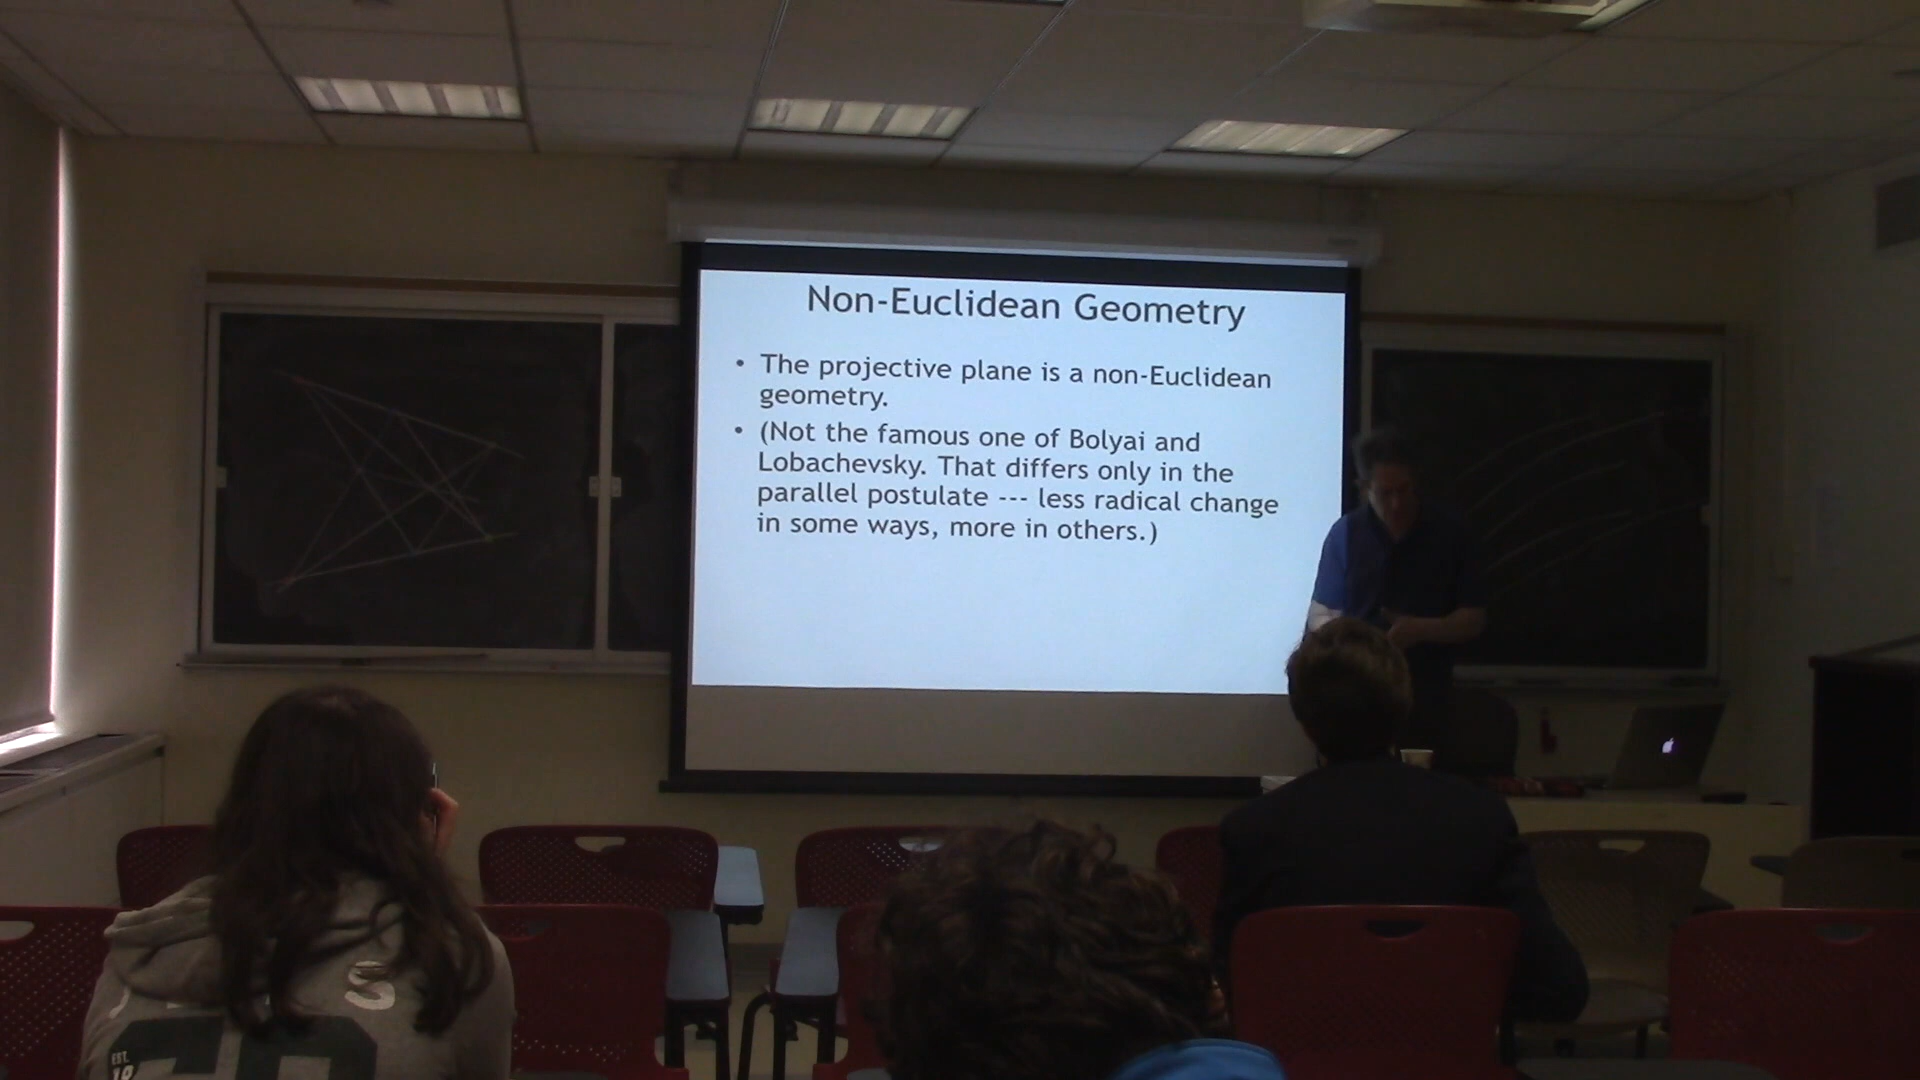 Non-Euclidean Geometry
• The projective plane is a non-Euclidean
geometry.
• (Not the famous one of Bolyai and
Lobachevsky. That differs only in the
parallel postulate --- less radical change
in some ways, more in others.)
S
EST.